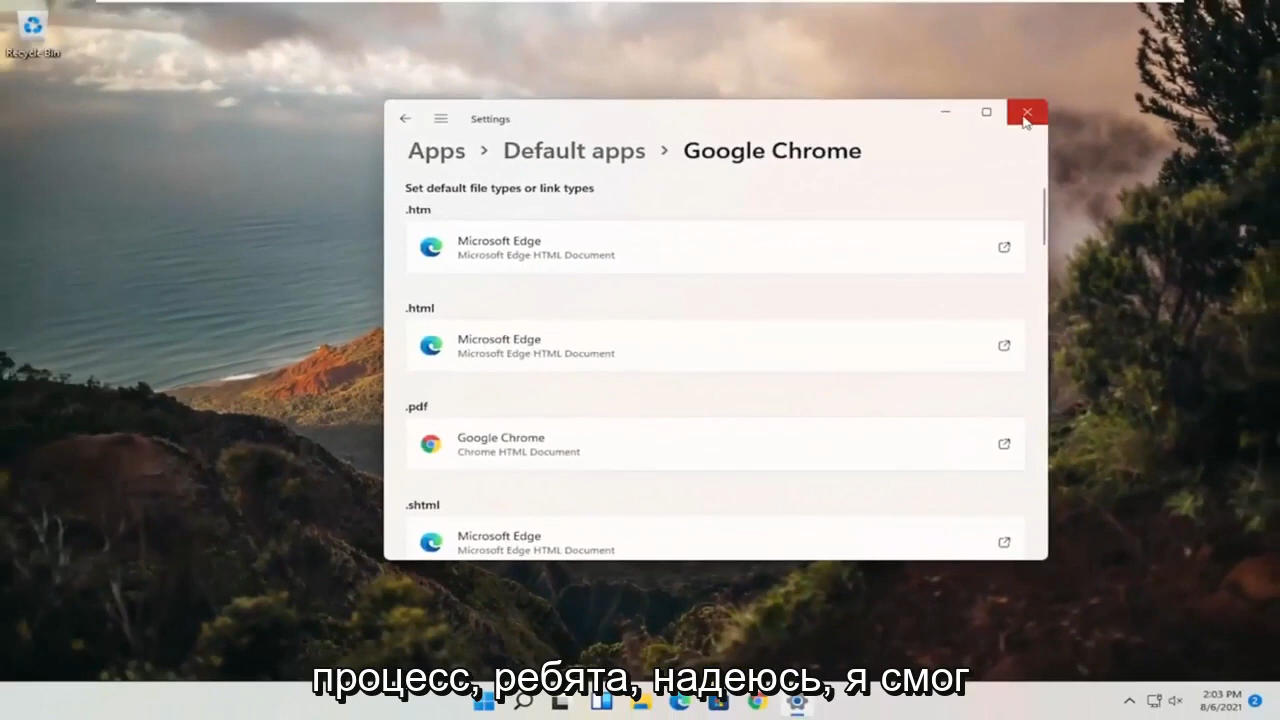 Recycle Bin
Settings
Apps > Default apps > Google Chrome
Set default file types or link types
.htm
Microsoft Edge
Microsoft Edge HTML Document
.html
Microsoft Edge
Microsoft Edge HTML Document
.pdf
Google Chrome
Chrome HTML Document
.shtml
Microsoft Edge
Microsoft Edge HTML Document
процесс, ребята, надеюсь, я смог
2:03 PM
8/6/2021
2